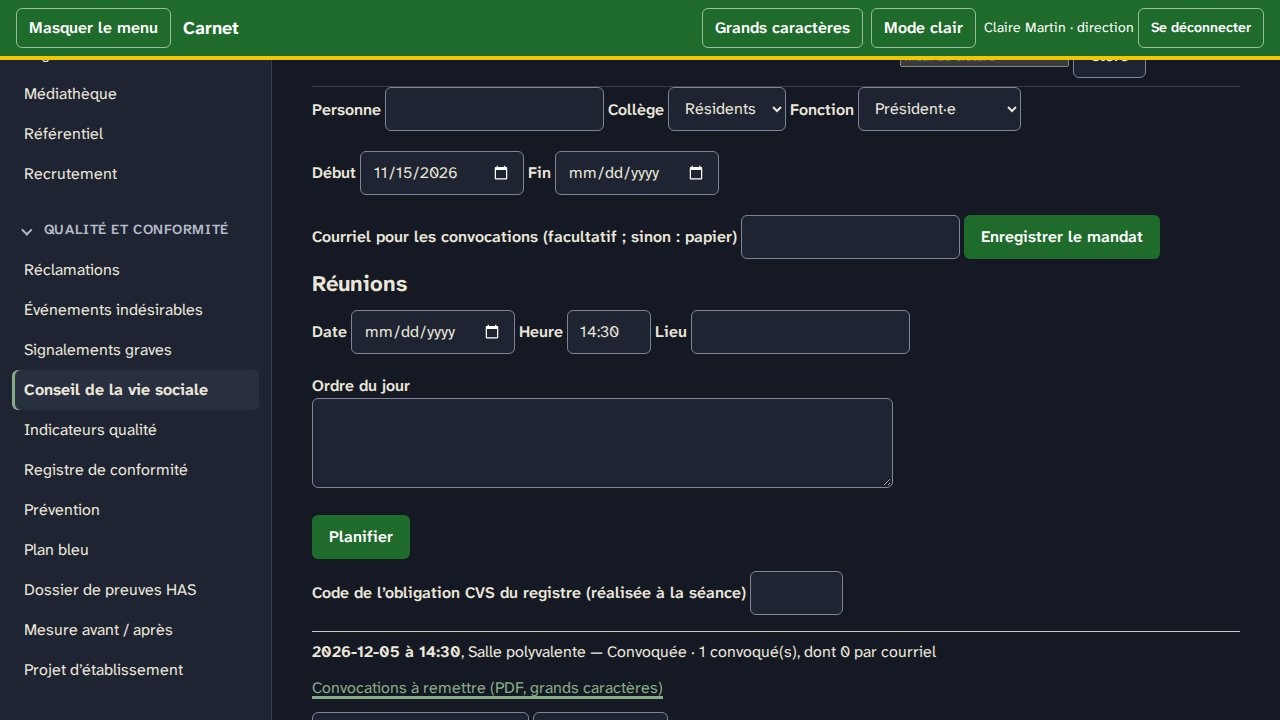 Masquer le menu Carnet Grands caractères Mode clair Claire Martin · direction Se déconnecter
Médiathèque
Référentiel
Recrutement
QUALITÉ ET CONFORMITÉ
Réclamations
Événements indésirables
Signalements graves
Conseil de la vie sociale
Indicateurs qualité
Registre de conformité
Prévention
Plan bleu
Dossier de preuves HAS
Mesure avant / après
Projet d’établissement
Personne Collège Résidents Fonction Président·e
Début 11/15/2026 Fin mm/dd/yyyy
Courriel pour les convocations (facultatif ; sinon : papier) Enregistrer le mandat
Réunions
Date mm/dd/yyyy Heure 14:30 Lieu
Ordre du jour
Planifier
Code de l’obligation CVS du registre (réalisée à la séance)
2026-12-05 à 14:30, Salle polyvalente — Convoquée · 1 convoqué(s), dont 0 par courriel
Convocations à remettre (PDF, grands caractères)